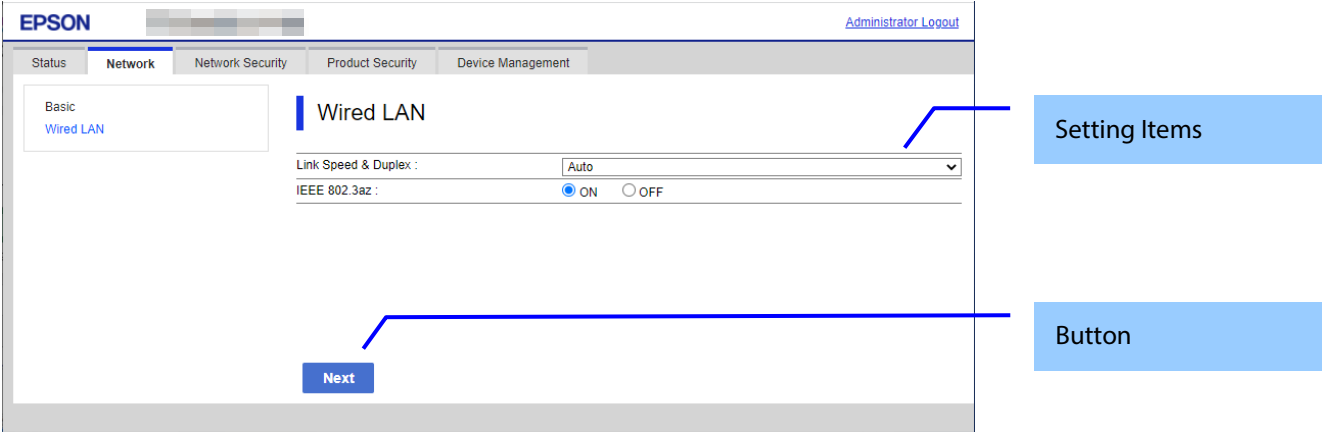 EPSON
Administrator Logout
Status Network Network Security Product Security Device Management
Basic
Wired LAN
Wired LAN
Setting Items
Link Speed & Duplex : Auto
IEEE 802.3az : ON OFF
Button
Next